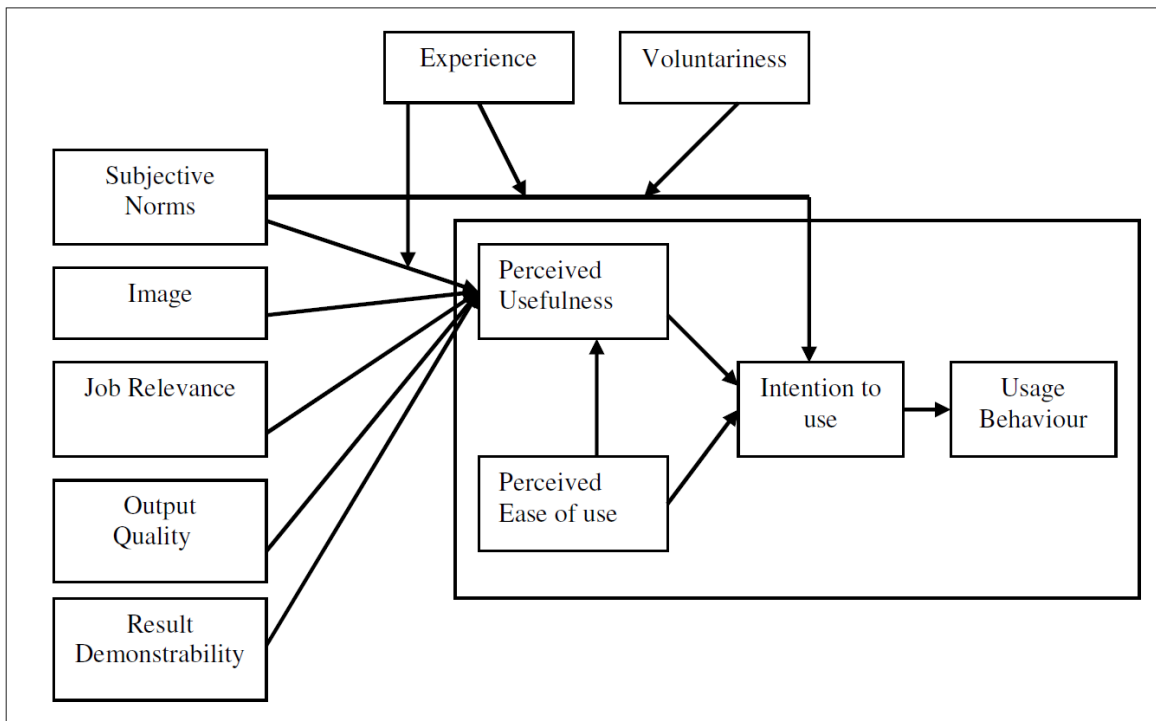 Experience
Voluntariness
Subjective
Norms
Image
Job Relevance
Output
Quality
Result
Demonstrability
Perceived
Usefulness
Perceived
Ease of use
Intention to
use
Usage
Behaviour